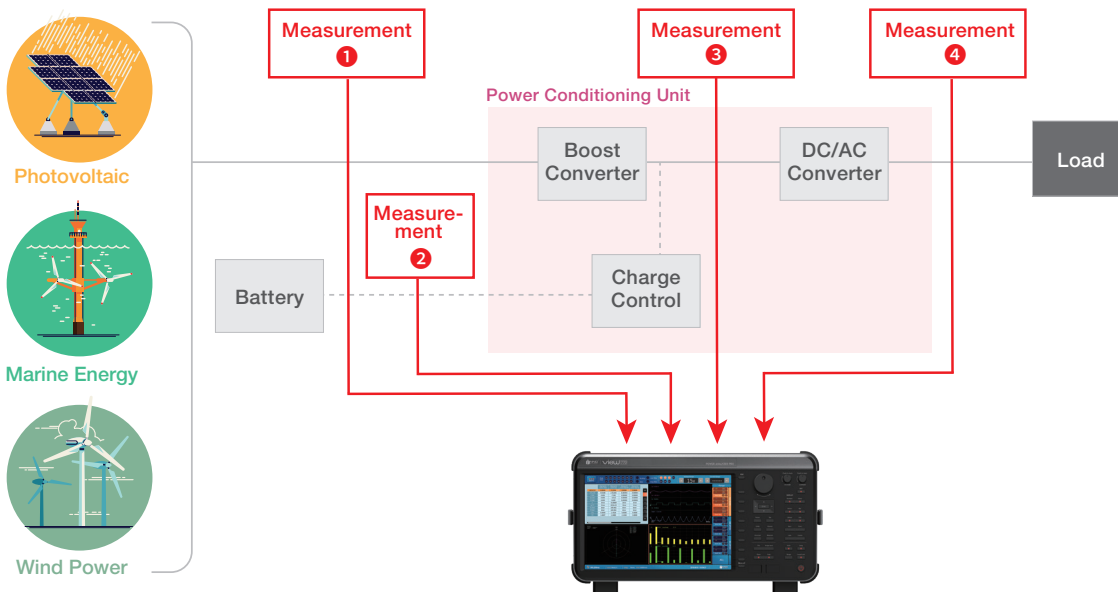 Measurement
1
Measurement
3
Measurement
4
Power Conditioning Unit
Photovoltaic
Boost
Converter
DC/AC
Converter
Load
Measure-
ment
2
Battery
Charge
Control
Marine Energy
Wind Power